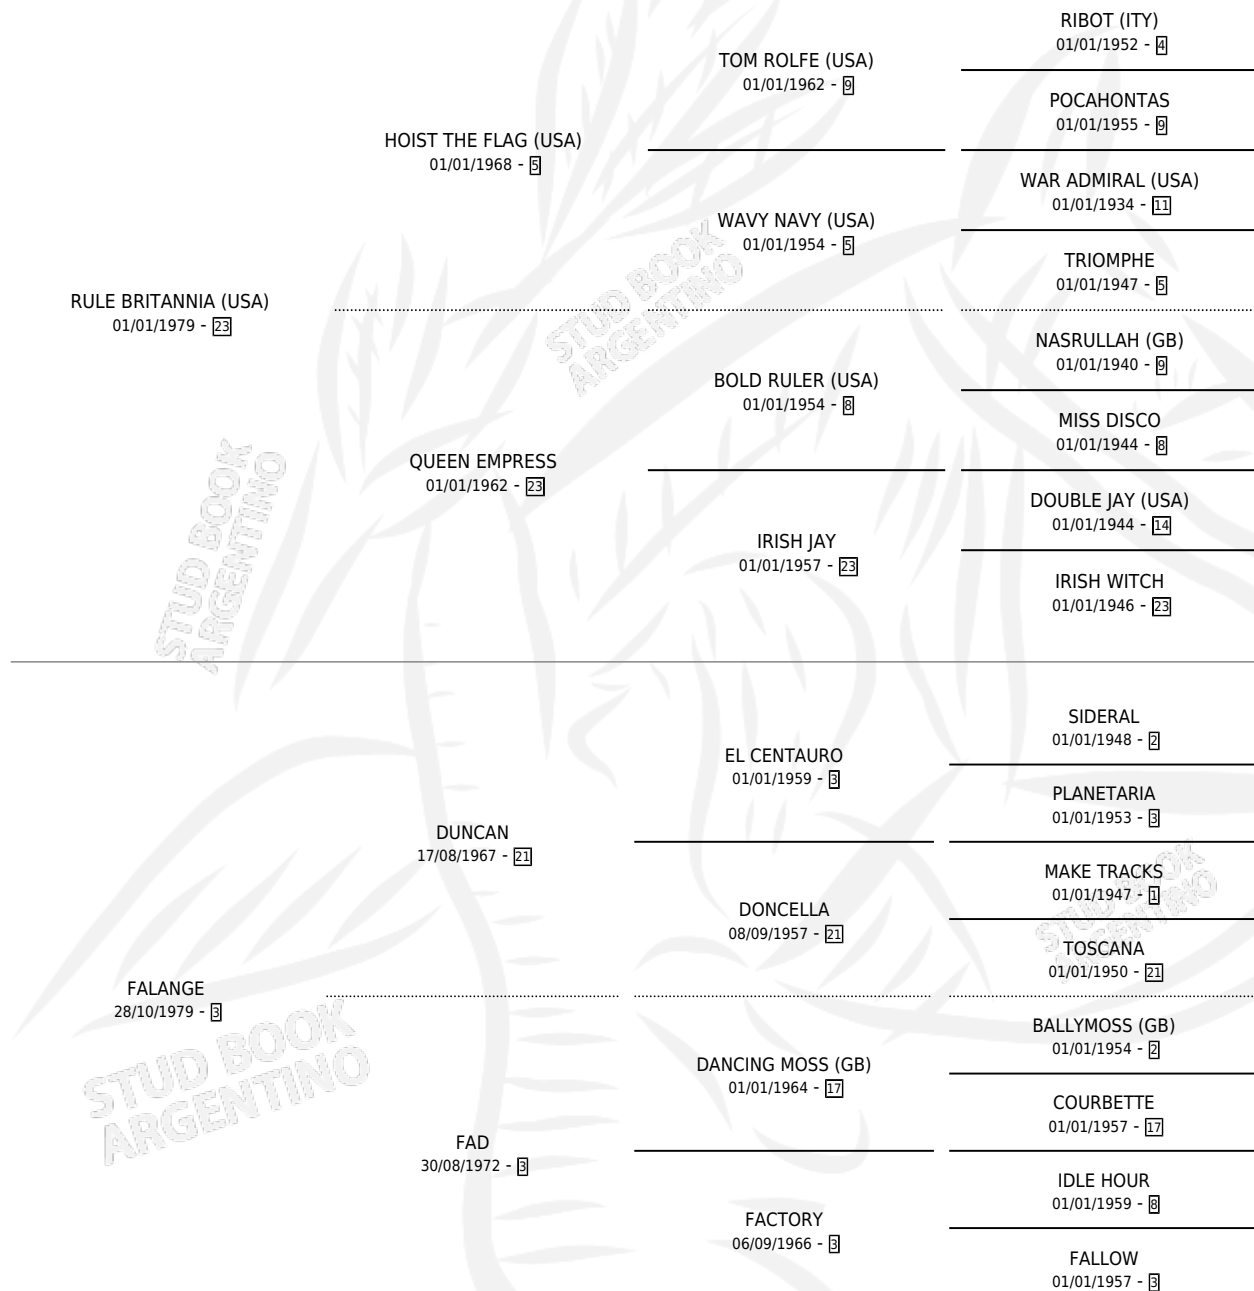 RIBOT (ITY)
01/01/1952 - 4
TOM ROLFE (USA)
01/01/1962 - 9
POCAHONTAS
01/01/1955 - 9
HOIST THE FLAG (USA)
01/01/1968 - 5
WAR ADMIRAL (USA)
01/01/1934 - 11
WAVY NAVY (USA)
01/01/1954 - 5
TRIOMPHE
01/01/1947 - 5
RULE BRITANNIA (USA)
01/01/1979 - 23
STUD BOOK
ARGENTINO
NASRULLAH (GB)
01/01/1940 - 9
BOLD RULER (USA)
01/01/1954 - 8
MISS DISCO
01/01/1944 - 8
QUEEN EMPRESS
01/01/1962 - 23
DOUBLE JAY (USA)
01/01/1944 - 14
IRISH JAY
01/01/1957 - 23
IRISH WITCH
01/01/1946 - 23
STUD BOOK
ARGENTINO
SIDERAL
01/01/1948 - 2
EL CENTAURO
01/01/1959 - 3
PLANETARIA
01/01/1953 - 3
DUNCAN
17/08/1967 - 21
MAKE TRACKS
01/01/1947 - 1
DONCELLA
08/09/1957 - 21
STUD BOOK
ARGENTINO
TOSCANA
01/01/1950 - 21
FALANGE
28/10/1979 - 3
STUD BOOK
ARGENTINO
BALLYMOSS (GB)
01/01/1954 - 2
DANCING MOSS (GB)
01/01/1964 - 17
COURBETTE
01/01/1957 - 17
FAD
30/08/1972 - 3
IDLE HOUR
01/01/1959 - 8
FACTORY
06/09/1966 - 3
FALLOW
01/01/1957 - 3